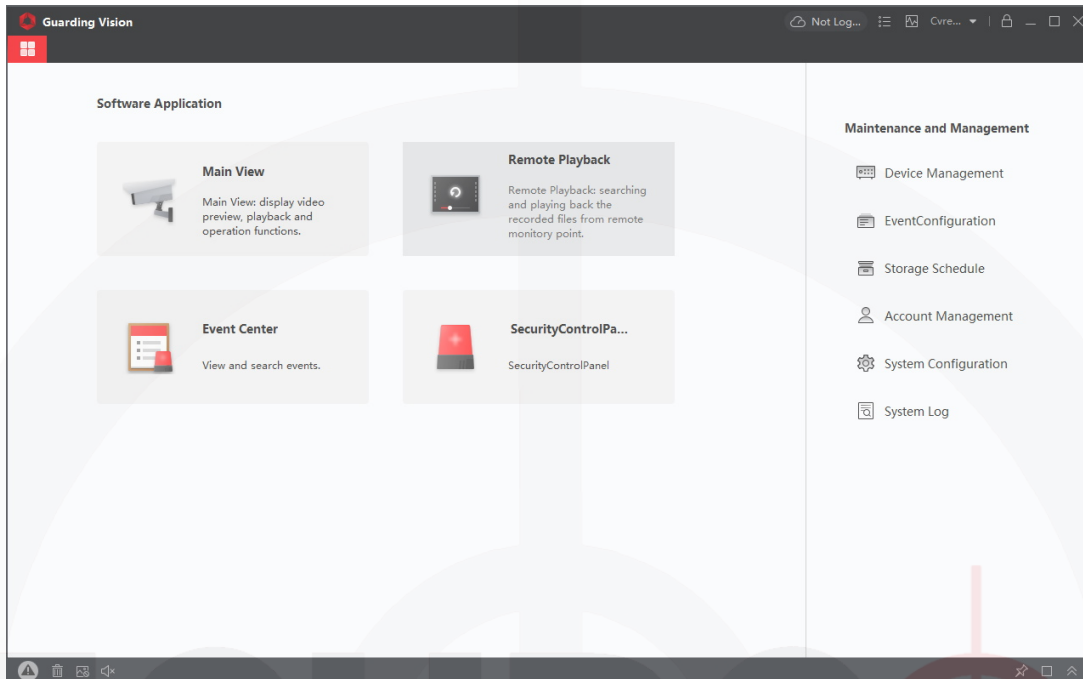 Guarding Vision
Not Log...
Cvre...
Software Application
Main View
Main View: display video
preview, playback and
operation functions.
Remote Playback
Remote Playback: searching
and playing back the
recorded files from remote
monitory point.
Event Center
View and search events.
SecurityControlPa...
SecurityControlPanel
Maintenance and Management
Device Management
EventConfiguration
Storage Schedule
Account Management
System Configuration
System Log